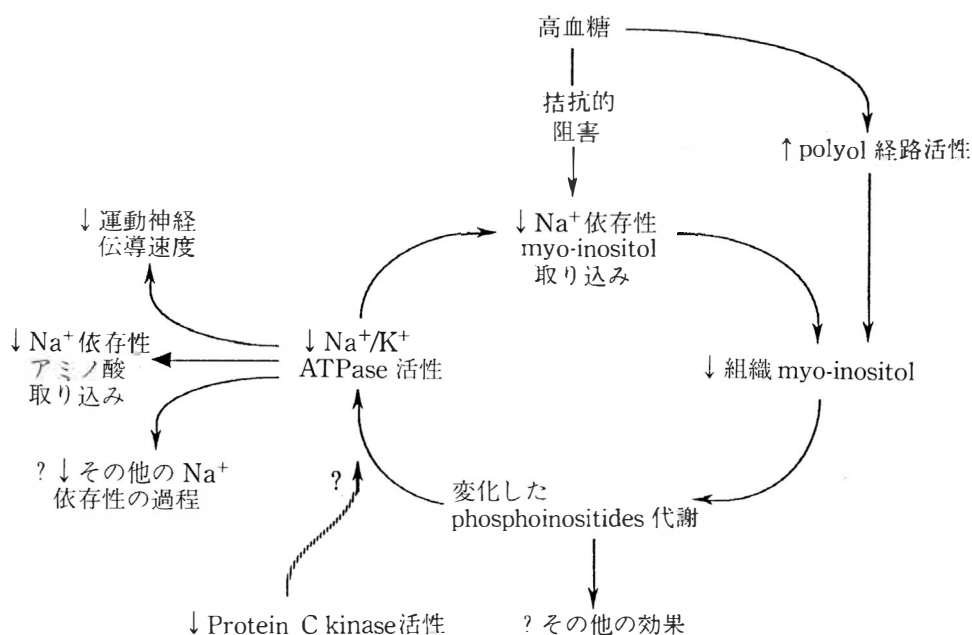 高血糖
拮抗的
阻害
↑polyol 経路活性
↓Na⁺依存性
myo-inositol
取り込み
↓運動神経
伝導速度
↓Na⁺依存性
アミノ酸
取り込み
↓Na⁺/K⁺
ATPase 活性
↓組織 myo-inositol
?↓その他の Na⁺
依存性の過程
?
変化した
phosphoinositides 代謝
↓Protein C kinase活性
?その他の効果